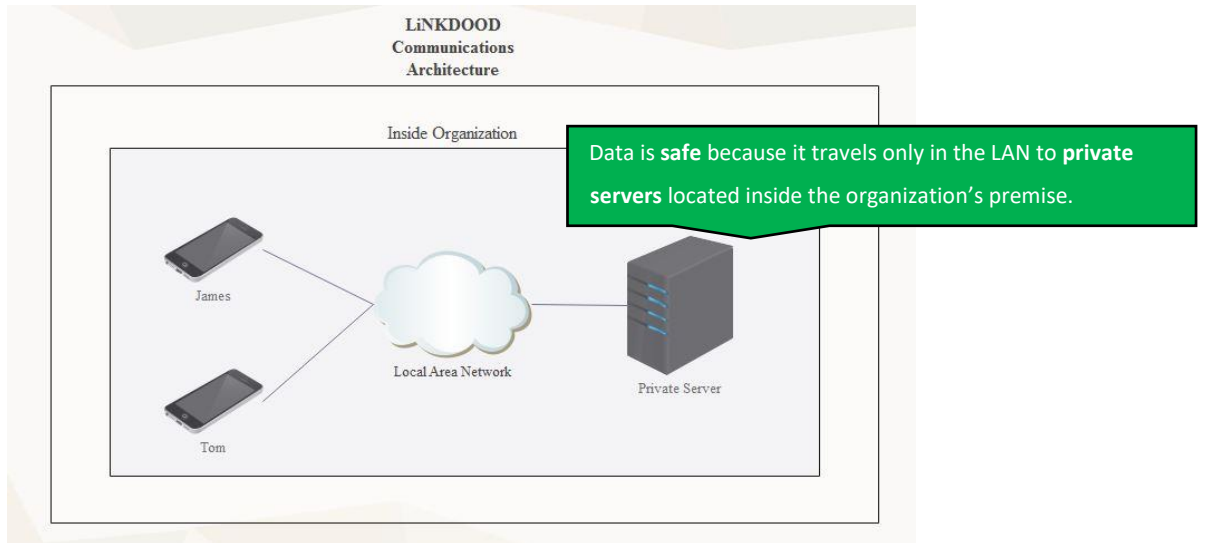 LiNKDOOD
Communications
Architecture
Inside Organization
Data is safe because it travels only in the LAN to private
servers located inside the organization’s premise.
James
Local Area Network
Private Server
Tom